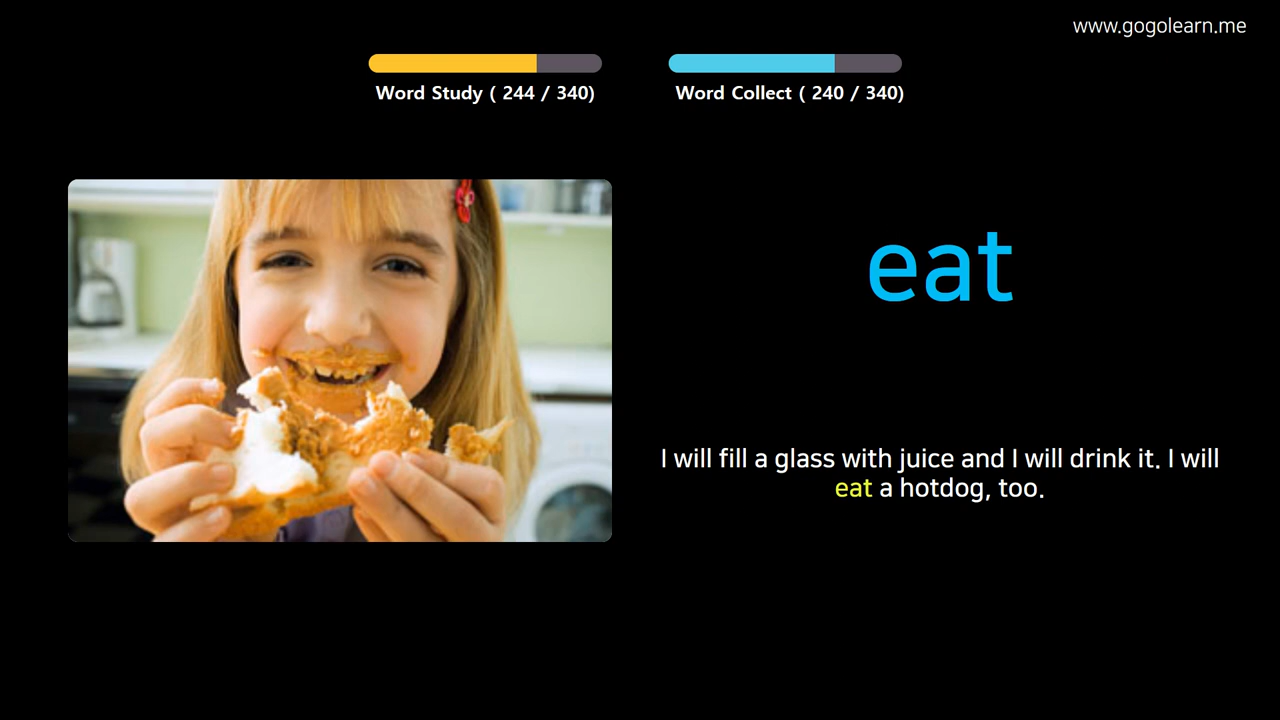 www.gogolearn.me
Word Study ( 244 / 340)
Word Collect ( 240 / 340)
eat
I will fill a glass with juice and I will drink it. I will
eat a hotdog, too.